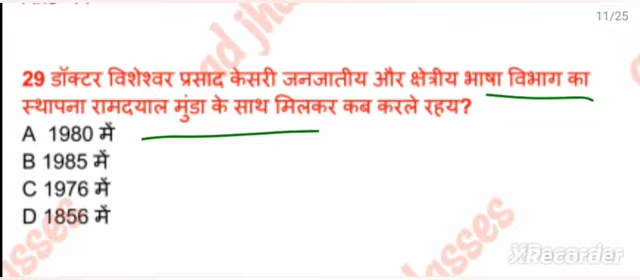 11/25
29 डॉक्टर विशेश्वर प्रसाद केसरी जनजातीय और क्षेत्रीय भाषा विभाग का
स्थापना रामदयाल मुंडा के साथ मिलकर कब करले रहय?
A 1980 में
B 1985 में
C 1976 में
D 1856 में
XRecorder